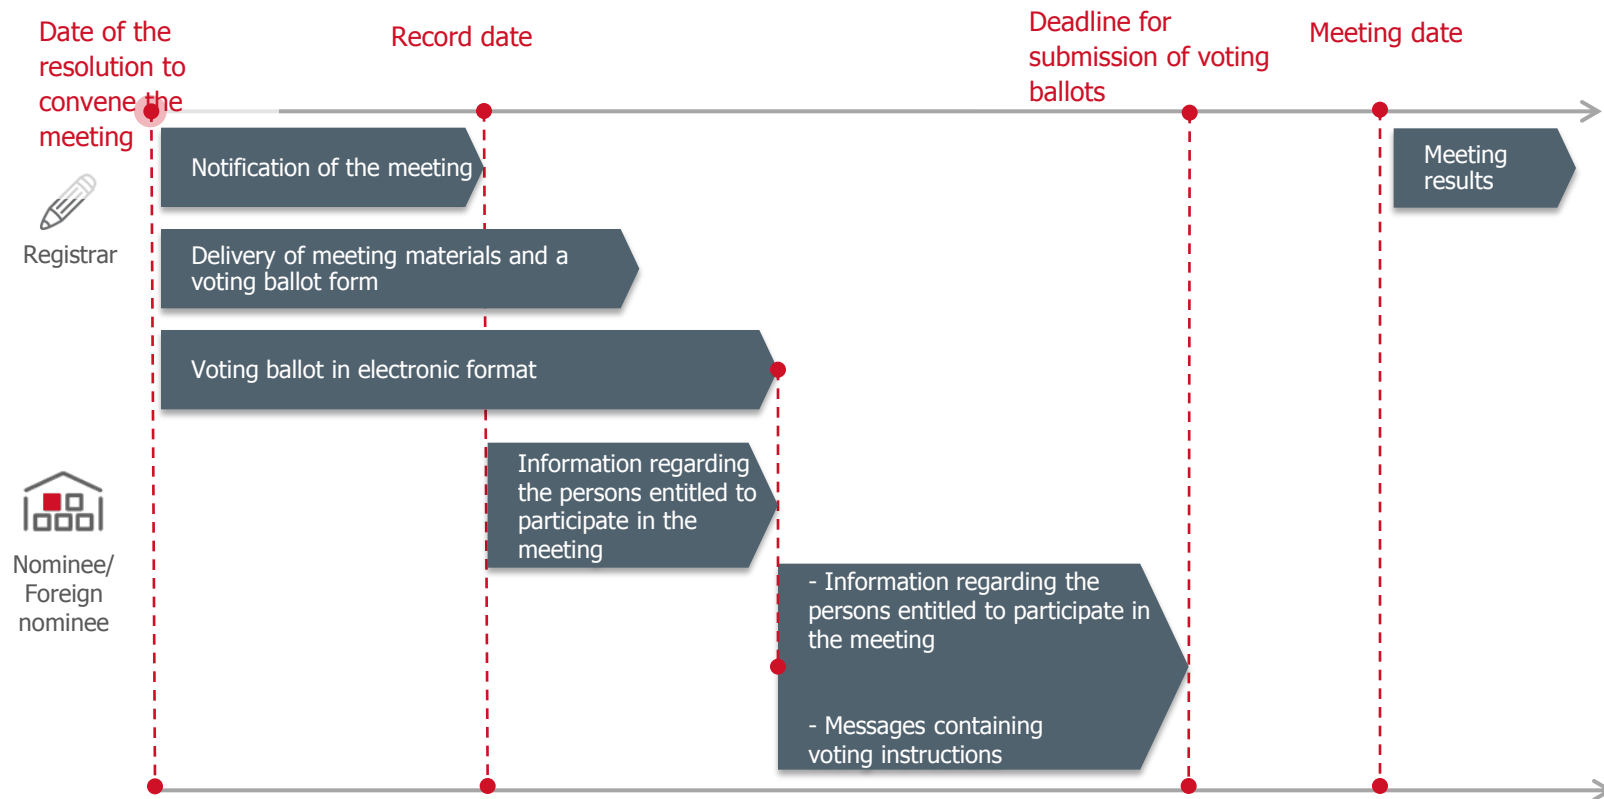 Date of the
resolution to
convene the
meeting
Record date
Deadline for
submission of voting
ballots
Meeting date
Notification of the meeting
Meeting
results
Registrar
Delivery of meeting materials and a
voting ballot form
Voting ballot in electronic format
Information regarding
the persons entitled to
participate in the
meeting
Nominee/
Foreign
nominee
- Information regarding the
persons entitled to participate in
the meeting
- Messages containing
voting instructions